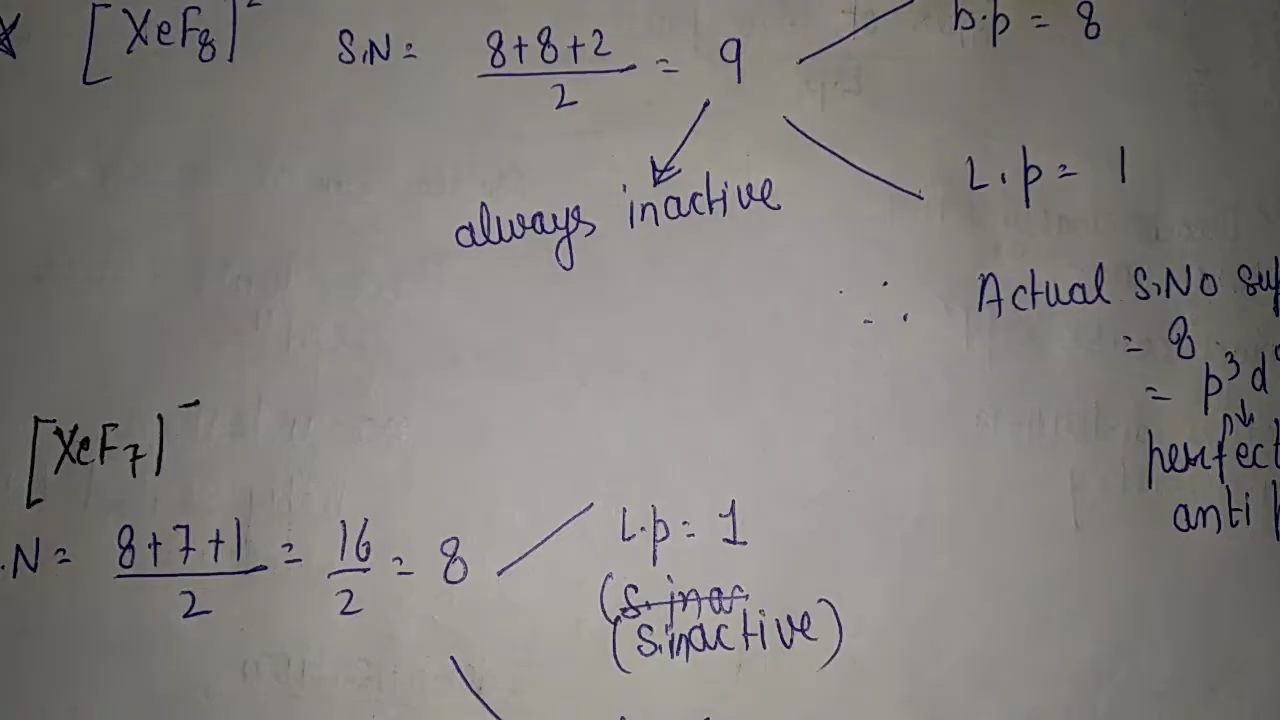 [XeF8]2- S.N = 8+8+2 / 2 = 9
b.p = 8
L.p = 1
always inactive
∴ Actual S.No
= 8
= p3d
perfect
anti
[XeF7]-
.N = 8+7+1 / 2 = 16 / 2 = 8
L.p = 1
(s.inac
(s.inactive)